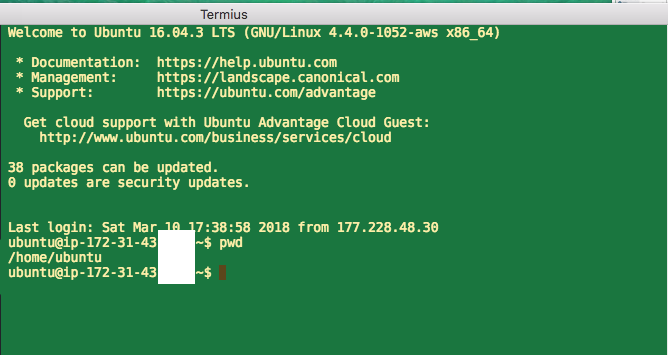 Termius
Welcome to Ubuntu 16.04.3 LTS (GNU/Linux 4.4.0-1052-aws x86_64)
* Documentation:  https://help.ubuntu.com
* Management:     https://landscape.canonical.com
* Support:        https://ubuntu.com/advantage
Get cloud support with Ubuntu Advantage Cloud Guest:
http://www.ubuntu.com/business/services/cloud
38 packages can be updated.
0 updates are security updates.
Last login: Sat Mar 10 17:38:58 2018 from 177.228.48.30
ubuntu@ip-172-31-43 ~$ pwd
/home/ubuntu
ubuntu@ip-172-31-43 ~$